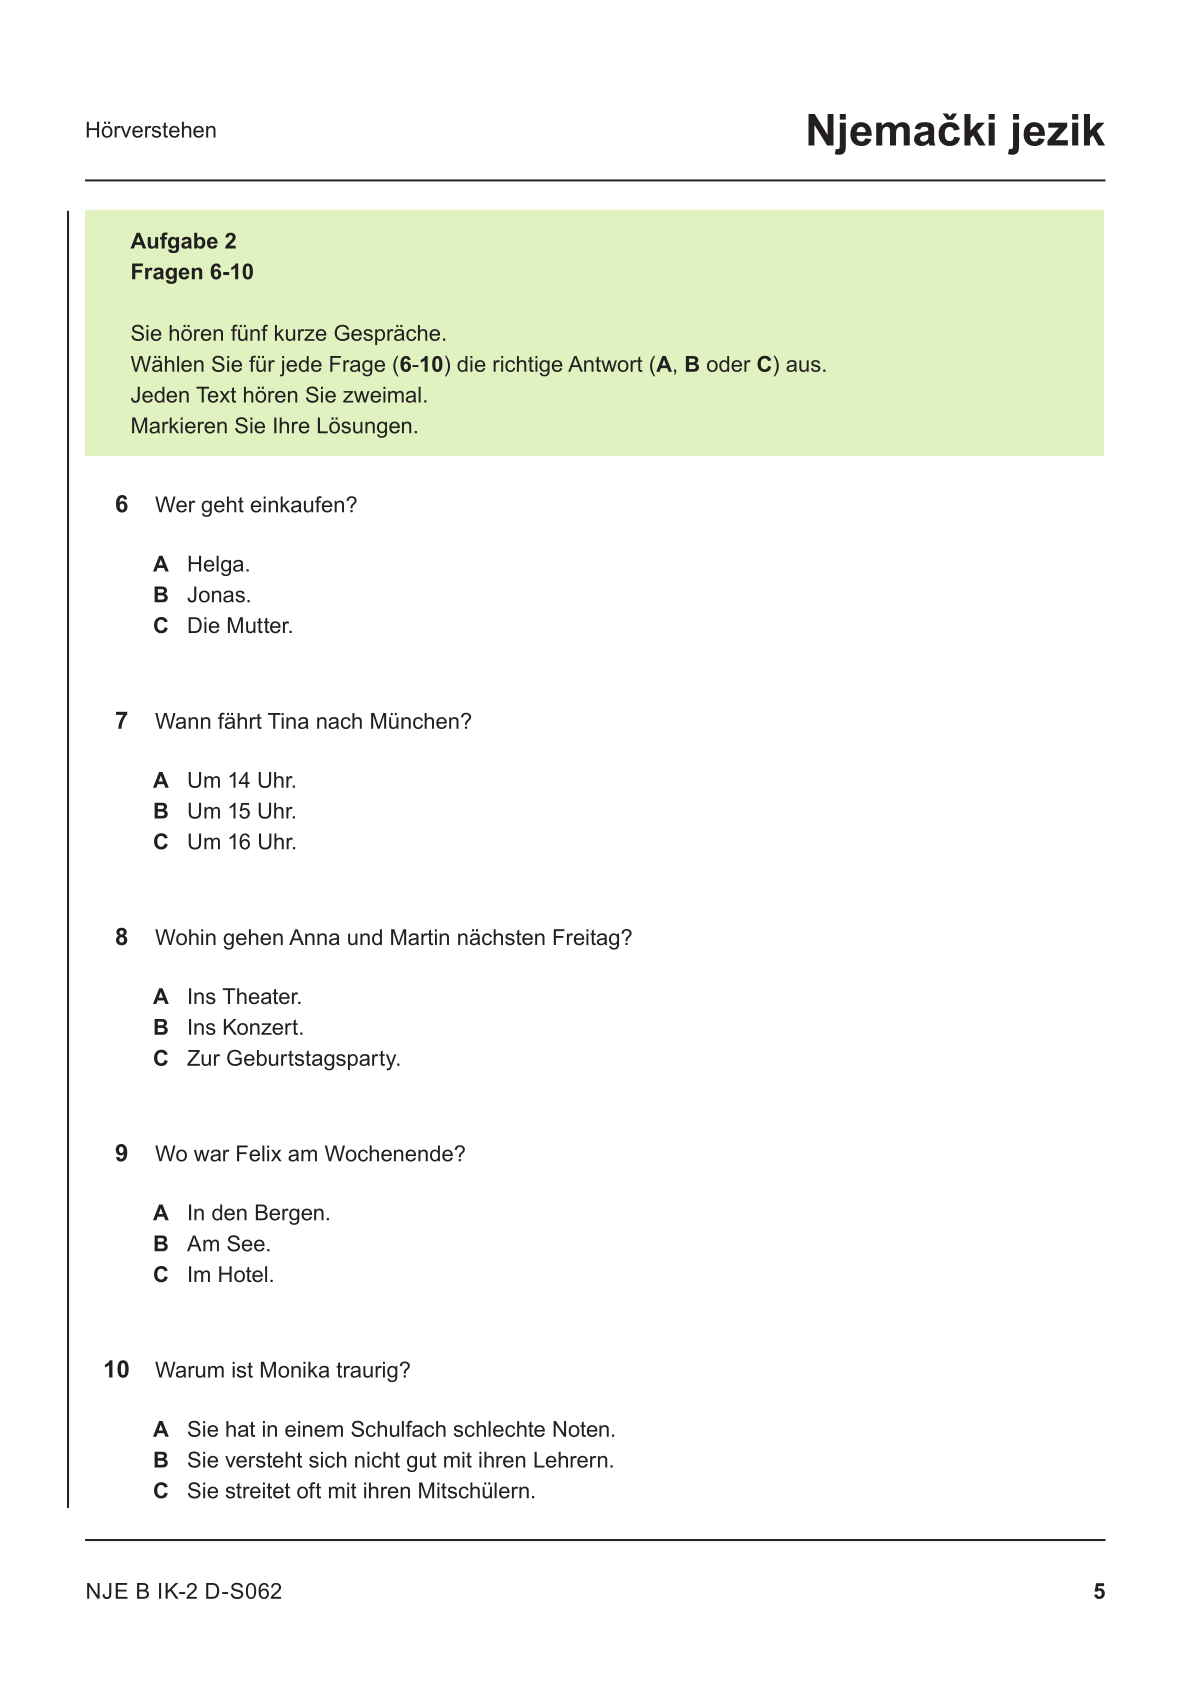 Hörverstehen
Njemački jezik
Aufgabe 2
Fragen 6-10
Sie hören fünf kurze Gespräche.
Wählen Sie für jede Frage (6-10) die richtige Antwort (A, B oder C) aus.
Jeden Text hören Sie zweimal.
Markieren Sie Ihre Lösungen.
6 Wer geht einkaufen?
A Helga.
B Jonas.
C Die Mutter.
7 Wann fährt Tina nach München?
A Um 14 Uhr.
B Um 15 Uhr.
C Um 16 Uhr.
8 Wohin gehen Anna und Martin nächsten Freitag?
A Ins Theater.
B Ins Konzert.
C Zur Geburtstagsparty.
9 Wo war Felix am Wochenende?
A In den Bergen.
B Am See.
C Im Hotel.
10 Warum ist Monika traurig?
A Sie hat in einem Schulfach schlechte Noten.
B Sie versteht sich nicht gut mit ihren Lehrern.
C Sie streitet oft mit ihren Mitschülern.
NJE B IK-2 D-S062
5